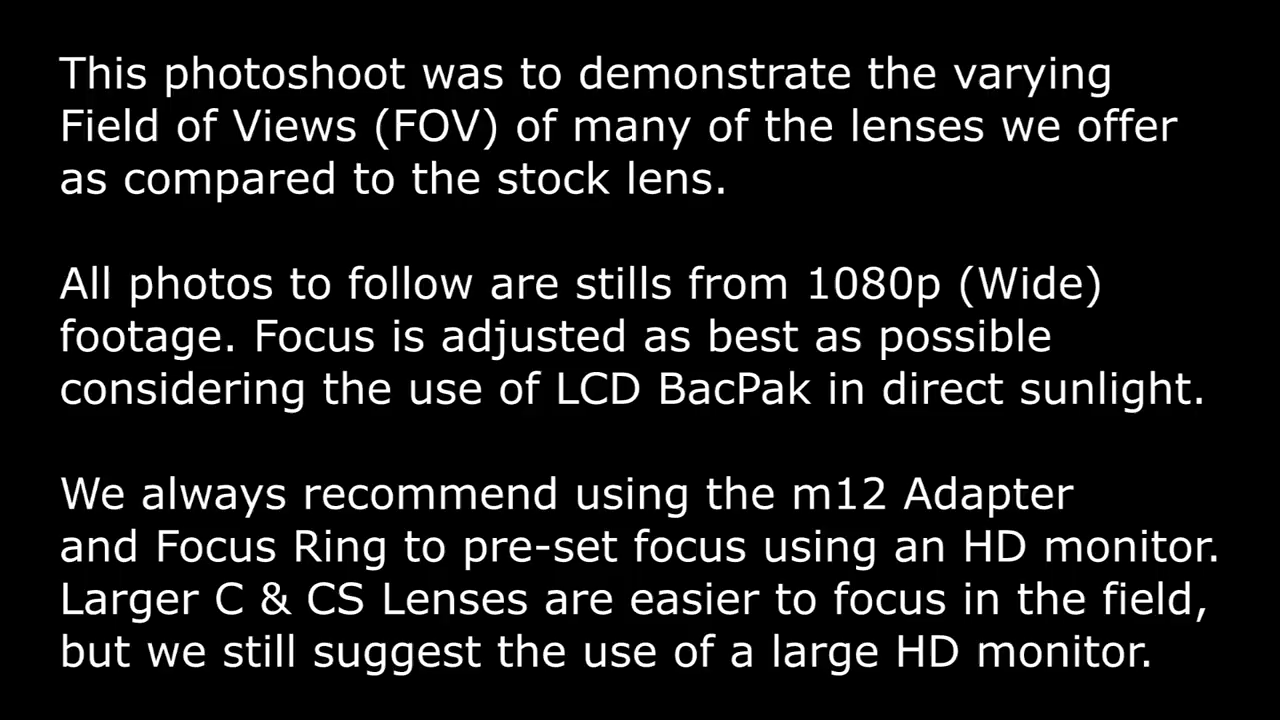 This photoshoot was to demonstrate the varying
Field of Views (FOV) of many of the lenses we offer
as compared to the stock lens.
All photos to follow are stills from 1080p (Wide)
footage. Focus is adjusted as best as possible
considering the use of LCD BacPak in direct sunlight.
We always recommend using the m12 Adapter
and Focus Ring to pre-set focus using an HD monitor.
Larger C & CS Lenses are easier to focus in the field,
but we still suggest the use of a large HD monitor.